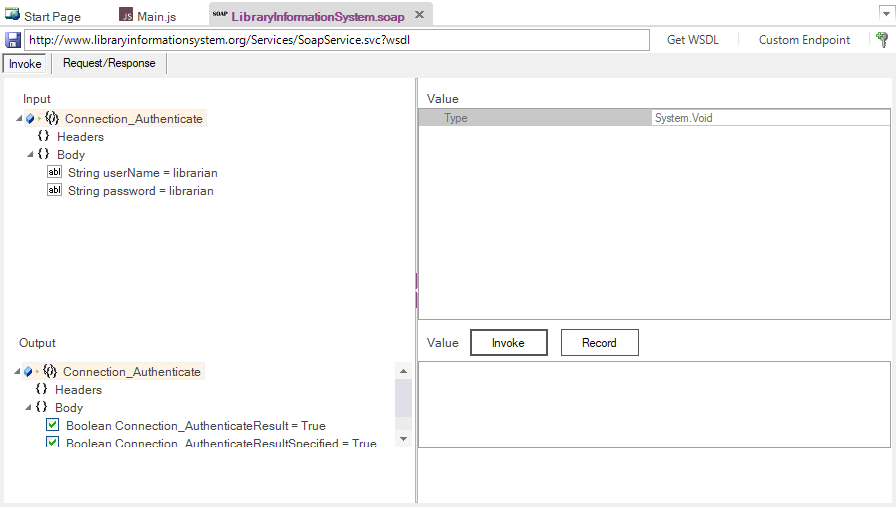 Start Page
JS Main.js
SOAP LibraryInformationSystem.soap
http://www.libraryinformationsystem.org/Services/SoapService.svc?wsdl
Get WSDL
Custom Endpoint
Invoke
Request/Response
Input
{/} Connection_Authenticate
{} Headers
{} Body
abl String userName = librarian
abl String password = librarian
Value
Type System.Void
Output
{/} Connection_Authenticate
{} Headers
{} Body
Boolean Connection_AuthenticateResult = True
Boolean Connection_AuthenticateResultSpecified = True
Value
Invoke
Record